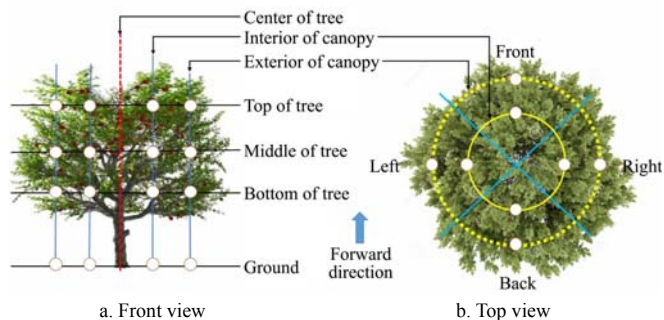 Center of tree
Interior of canopy
Exterior of canopy
Front
Top of tree
Middle of tree
Left
Right
Bottom of tree
Forward
direction
Ground
Back
a. Front view
b. Top view